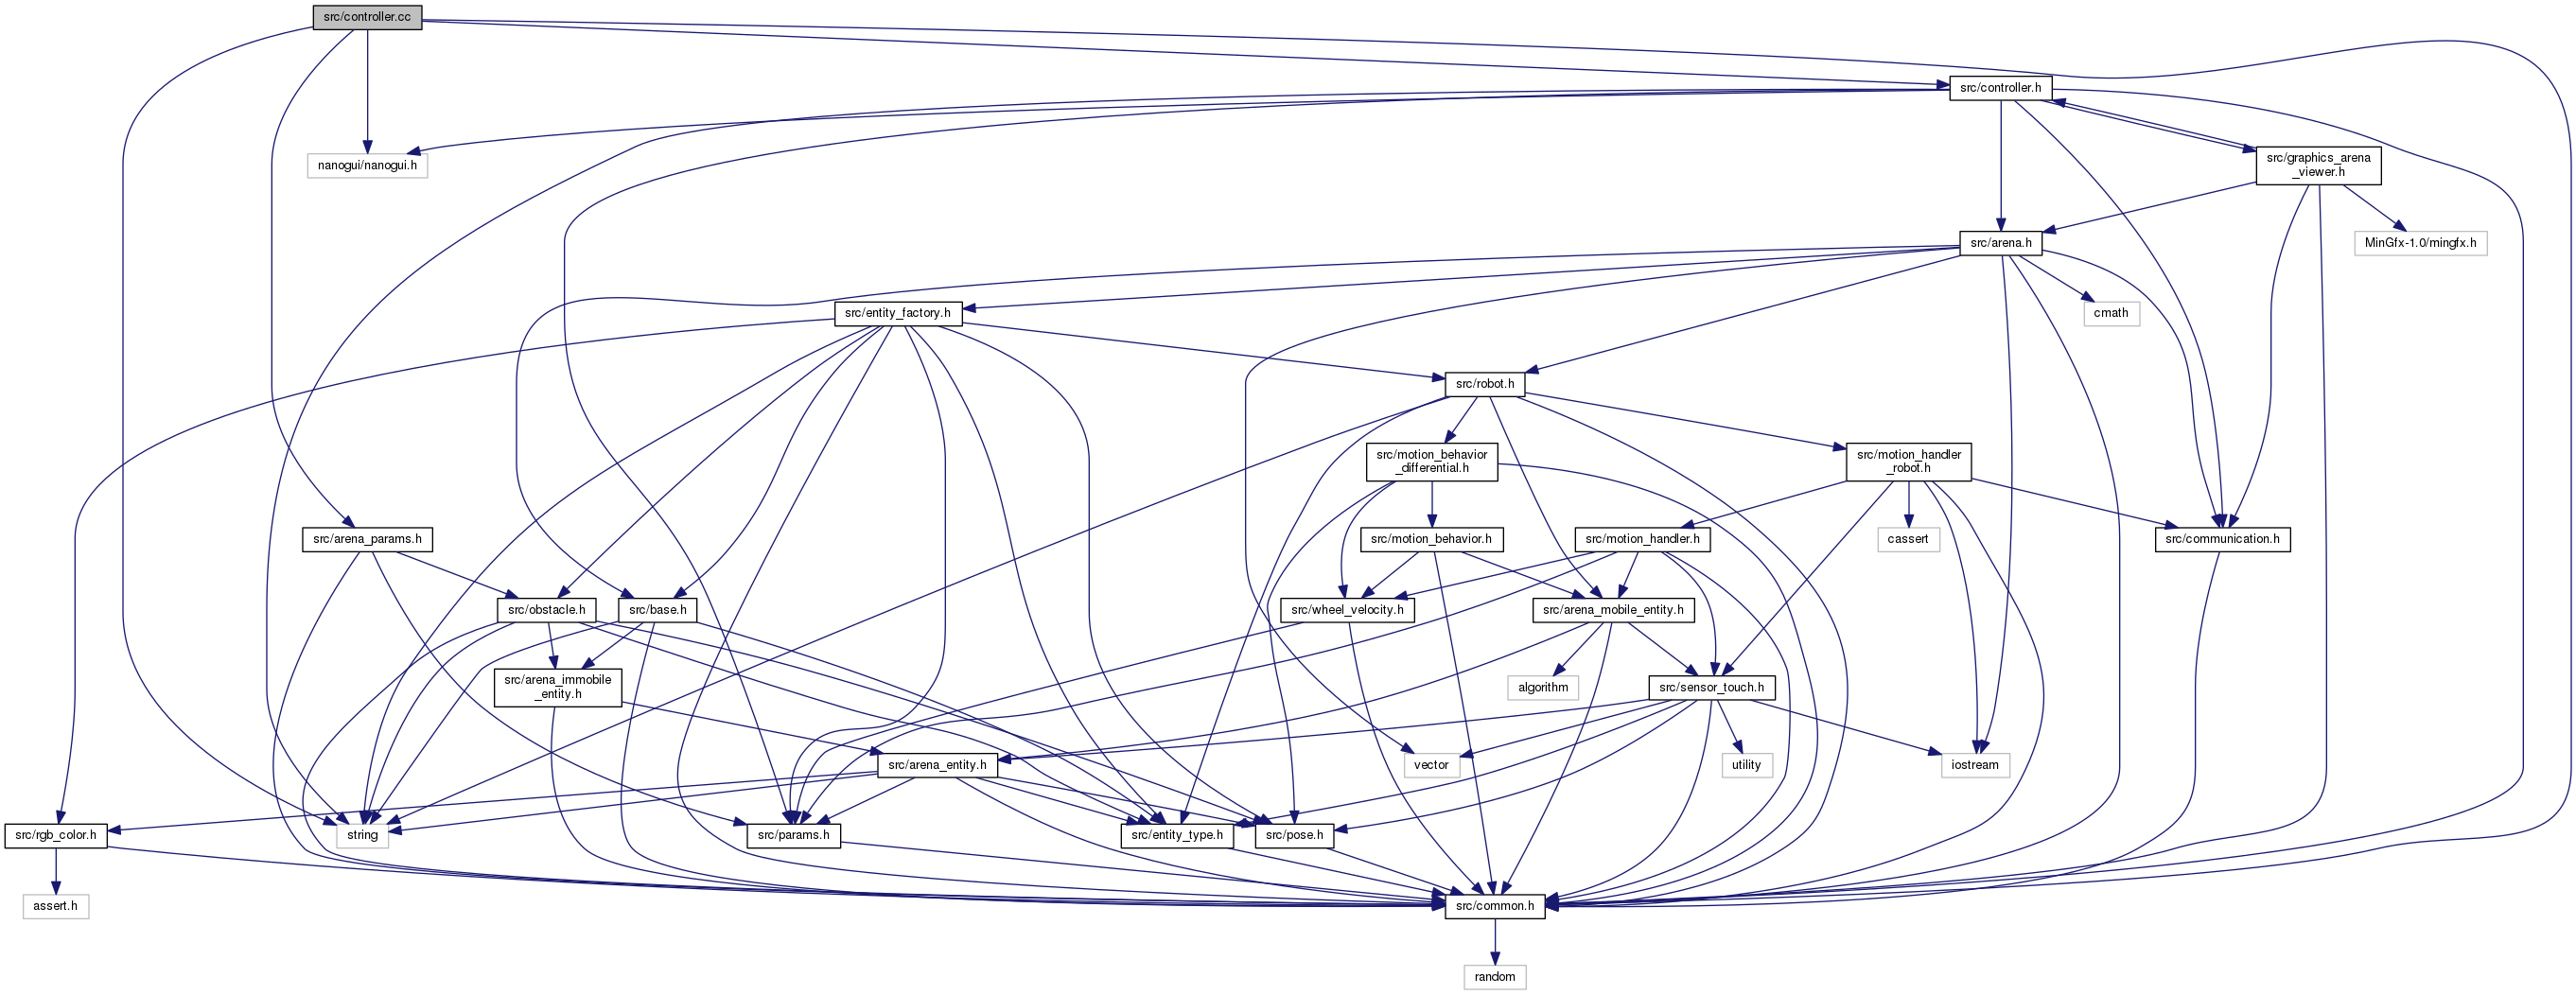 src/controller.cc
src/controller.h
nanogui/nanogui.h
src/graphics_arena
_viewer.h
src/arena.h
MinGfx-1.0/mingfx.h
src/entity_factory.h
cmath
src/robot.h
src/motion_behavior
_differential.h
src/motion_handler
_robot.h
src/arena_params.h
src/motion_behavior.h
src/motion_handler.h
cassert
src/communication.h
src/obstacle.h
src/base.h
src/wheel_velocity.h
src/arena_mobile_entity.h
src/arena_immobile
_entity.h
algorithm
src/sensor_touch.h
src/arena_entity.h
vector
utility
iostream
src/rgb_color.h
string
src/params.h
src/entity_type.h
src/pose.h
assert.h
src/common.h
random